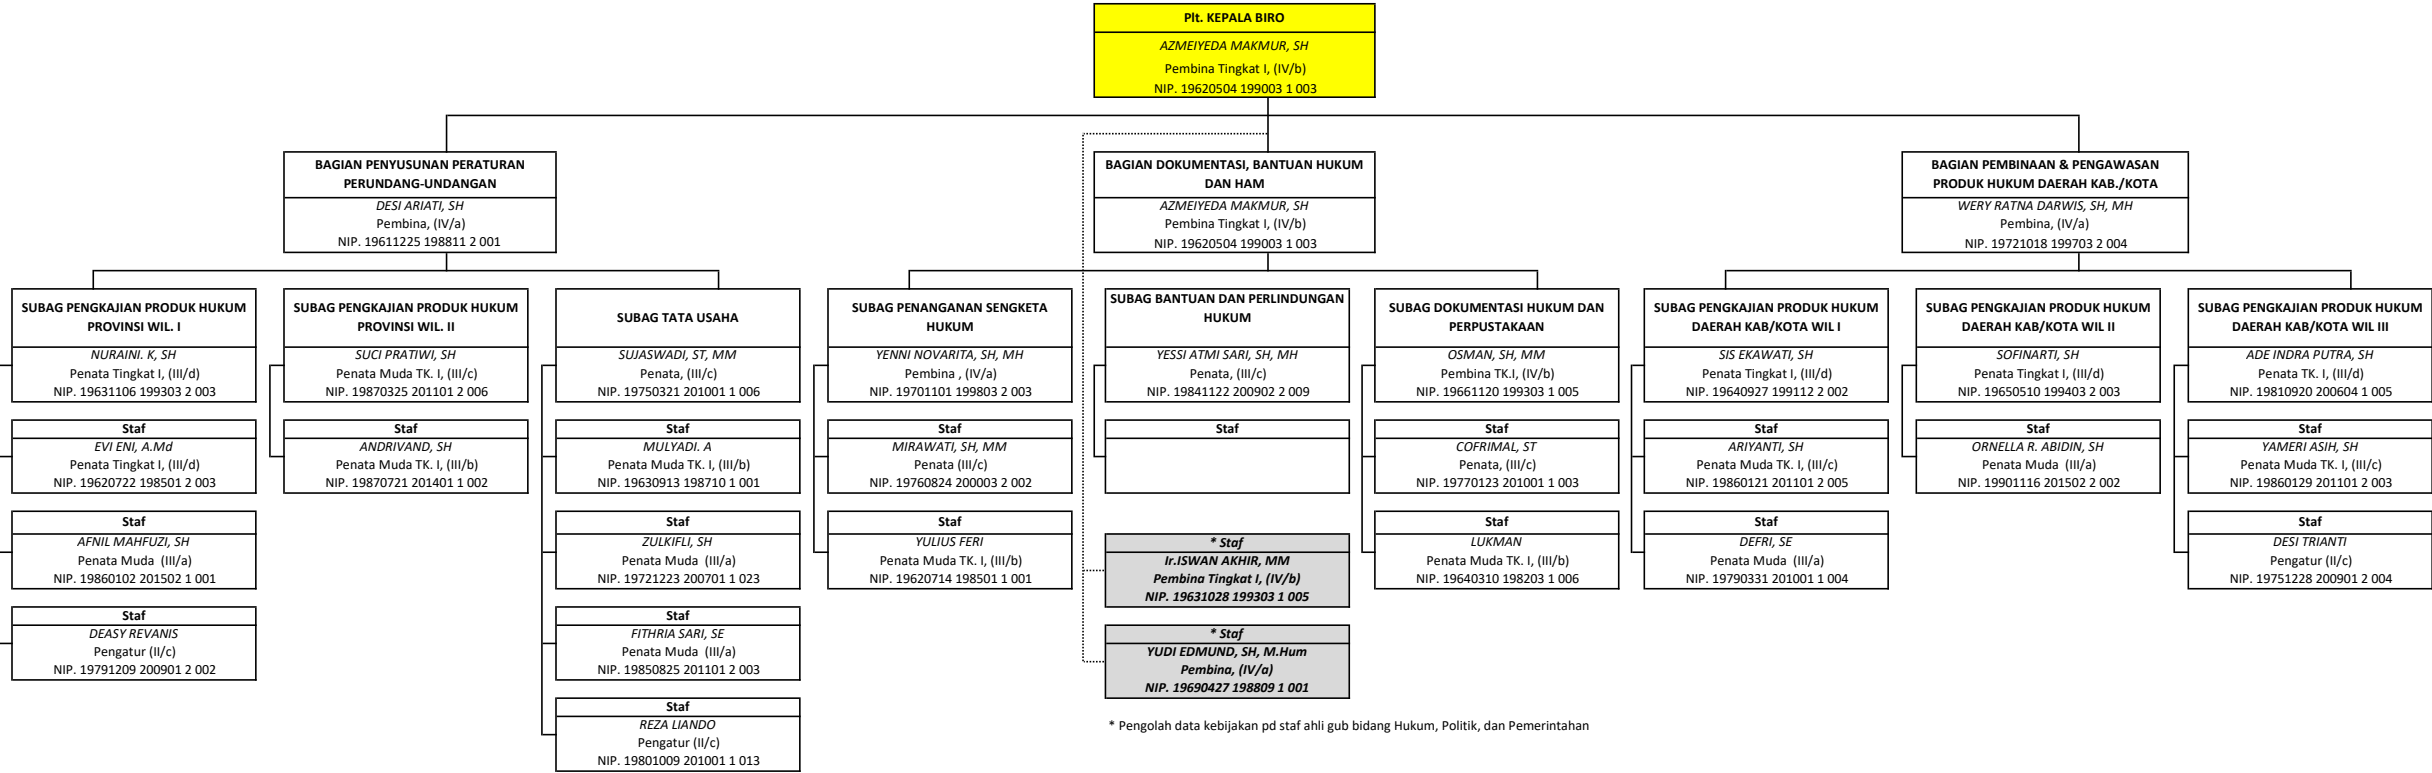 Plt. KEPALA BIRO
AZMEIYEDA MAKMUR, SH
Pembina Tingkat I, (IV/b)
NIP. 19620504 199003 1 003
BAGIAN PENYUSUNAN PERATURAN
PERUNDANG-UNDANGAN
DESI ARIATI, SH
Pembina, (IV/a)
NIP. 19611225 198811 2 001
BAGIAN DOKUMENTASI, BANTUAN HUKUM
DAN HAM
AZMEIYEDA MAKMUR, SH
Pembina Tingkat I, (IV/b)
NIP. 19620504 199003 1 003
BAGIAN PEMBINAAN & PENGAWASAN
PRODUK HUKUM DAERAH KAB./KOTA
WERY RATNA DARWIS, SH, MH
Pembina, (IV/a)
NIP. 19721018 199703 2 004
SUBAG PENGKAJIAN PRODUK HUKUM
PROVINSI WIL. I
NURAINI. K, SH
Penata Tingkat I, (III/d)
NIP. 19631106 199303 2 003
Staf
EVI ENI, A.Md
Penata Tingkat I, (III/d)
NIP. 19620722 198501 2 003
Staf
AFNIL MAHFUZI, SH
Penata Muda (III/a)
NIP. 19860102 201502 1 001
Staf
DEASY REVANIS
Pengatur (II/c)
NIP. 19791209 200901 2 002
SUBAG PENGKAJIAN PRODUK HUKUM
PROVINSI WIL. II
SUCI PRATIWI, SH
Penata Muda TK. I, (III/c)
NIP. 19870325 201101 2 006
Staf
ANDRIVAND, SH
Penata Muda TK. I, (III/b)
NIP. 19870721 201401 1 002
SUBAG TATA USAHA
SUJASWADI, ST, MM
Penata, (III/c)
NIP. 19750321 201001 1 006
Staf
MULYADI. A
Penata Muda TK. I, (III/b)
NIP. 19630913 198710 1 001
Staf
ZULKIFLI, SH
Penata Muda (III/a)
NIP. 19721223 200701 1 023
Staf
FITHRIA SARI, SE
Penata Muda (III/a)
NIP. 19850825 201101 2 003
Staf
REZA LIANDO
Pengatur (II/c)
NIP. 19801009 201001 1 013
SUBAG PENANGANAN SENGKETA
HUKUM
YENNI NOVARITA, SH, MH
Pembina , (IV/a)
NIP. 19701101 199803 2 003
Staf
MIRAWATI, SH, MM
Penata (III/c)
NIP. 19760824 200003 2 002
Staf
YULIUS FERI
Penata Muda TK. I, (III/b)
NIP. 19620714 198501 1 001
SUBAG BANTUAN DAN PERLINDUNGAN
HUKUM
YESSI ATMI SARI, SH, MH
Penata, (III/c)
NIP. 19841122 200902 2 009
Staf
* Staf
Ir.ISWAN AKHIR, MM
Pembina Tingkat I, (IV/b)
NIP. 19631028 199303 1 005
* Staf
YUDI EDMUND, SH, M.Hum
Pembina, (IV/a)
NIP. 19690427 198809 1 001
* Pengolah data kebijakan pd staf ahli gub bidang Hukum, Politik, dan Pemerintahan
SUBAG DOKUMENTASI HUKUM DAN
PERPUSTAKAAN
OSMAN, SH, MM
Pembina TK.I, (IV/b)
NIP. 19661120 199303 1 005
Staf
COFRIMAL, ST
Penata, (III/c)
NIP. 19770123 201001 1 003
Staf
LUKMAN
Penata Muda TK. I, (III/b)
NIP. 19640310 198203 1 006
SUBAG PENGKAJIAN PRODUK HUKUM
DAERAH KAB/KOTA WIL I
SIS EKAWATI, SH
Penata Tingkat I, (III/d)
NIP. 19640927 199112 2 002
Staf
ARIYANTI, SH
Penata Muda TK. I, (III/c)
NIP. 19860121 201101 2 005
Staf
DEFRI, SE
Penata Muda (III/a)
NIP. 19790331 201001 1 004
SUBAG PENGKAJIAN PRODUK HUKUM
DAERAH KAB/KOTA WIL II
SOFINARTI, SH
Penata Tingkat I, (III/d)
NIP. 19650510 199403 2 003
Staf
ORNELLA R. ABIDIN, SH
Penata Muda (III/a)
NIP. 19901116 201502 2 002
SUBAG PENGKAJIAN PRODUK HUKUM
DAERAH KAB/KOTA WIL III
ADE INDRA PUTRA, SH
Penata TK. I, (III/d)
NIP. 19810920 200604 1 005
Staf
YAMERI ASIH, SH
Penata Muda TK. I, (III/c)
NIP. 19860129 201101 2 003
Staf
DESI TRIANTI
Pengatur (II/c)
NIP. 19751228 200901 2 004